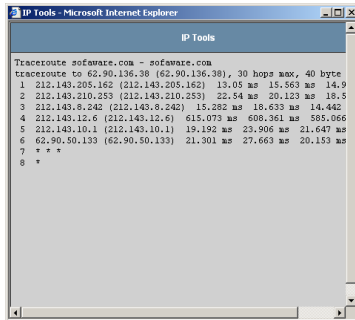 IP Tools - Microsoft Internet Explorer
IP Tools
Traceroute sofaware.com - sofaware.com
traceroute to 62.90.136.38 (62.90.136.38), 30 hops max, 40 byte
1 212.143.205.162 (212.143.205.162) 13.05 ms 15.563 ms 14.9
2 212.143.210.253 (212.143.210.253) 22.54 ms 20.123 ms 18.5
3 212.143.8.242 (212.143.8.242) 15.282 ms 18.633 ms 14.442
4 212.143.12.6 (212.143.12.6) 615.073 ms 608.361 ms 585.066
5 212.143.10.1 (212.143.10.1) 19.192 ms 23.906 ms 21.647 ms
6 62.90.50.133 (62.90.50.133) 21.301 ms 27.663 ms 20.153 ms
7 * * *
8 *